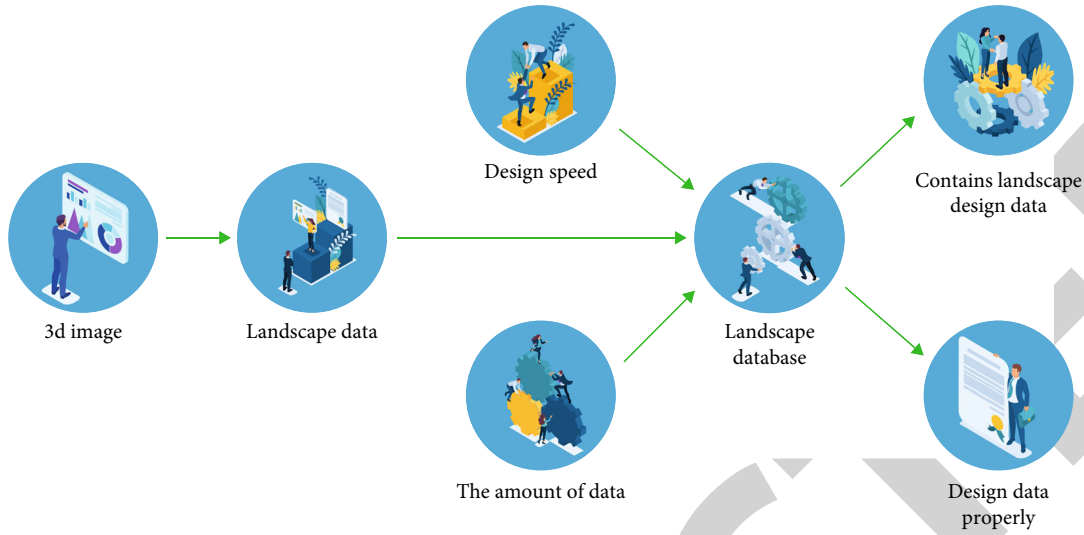 Design speed
Contains landscape
design data
3d image
Landscape data
Landscape
database
The amount of data
Design data
properly